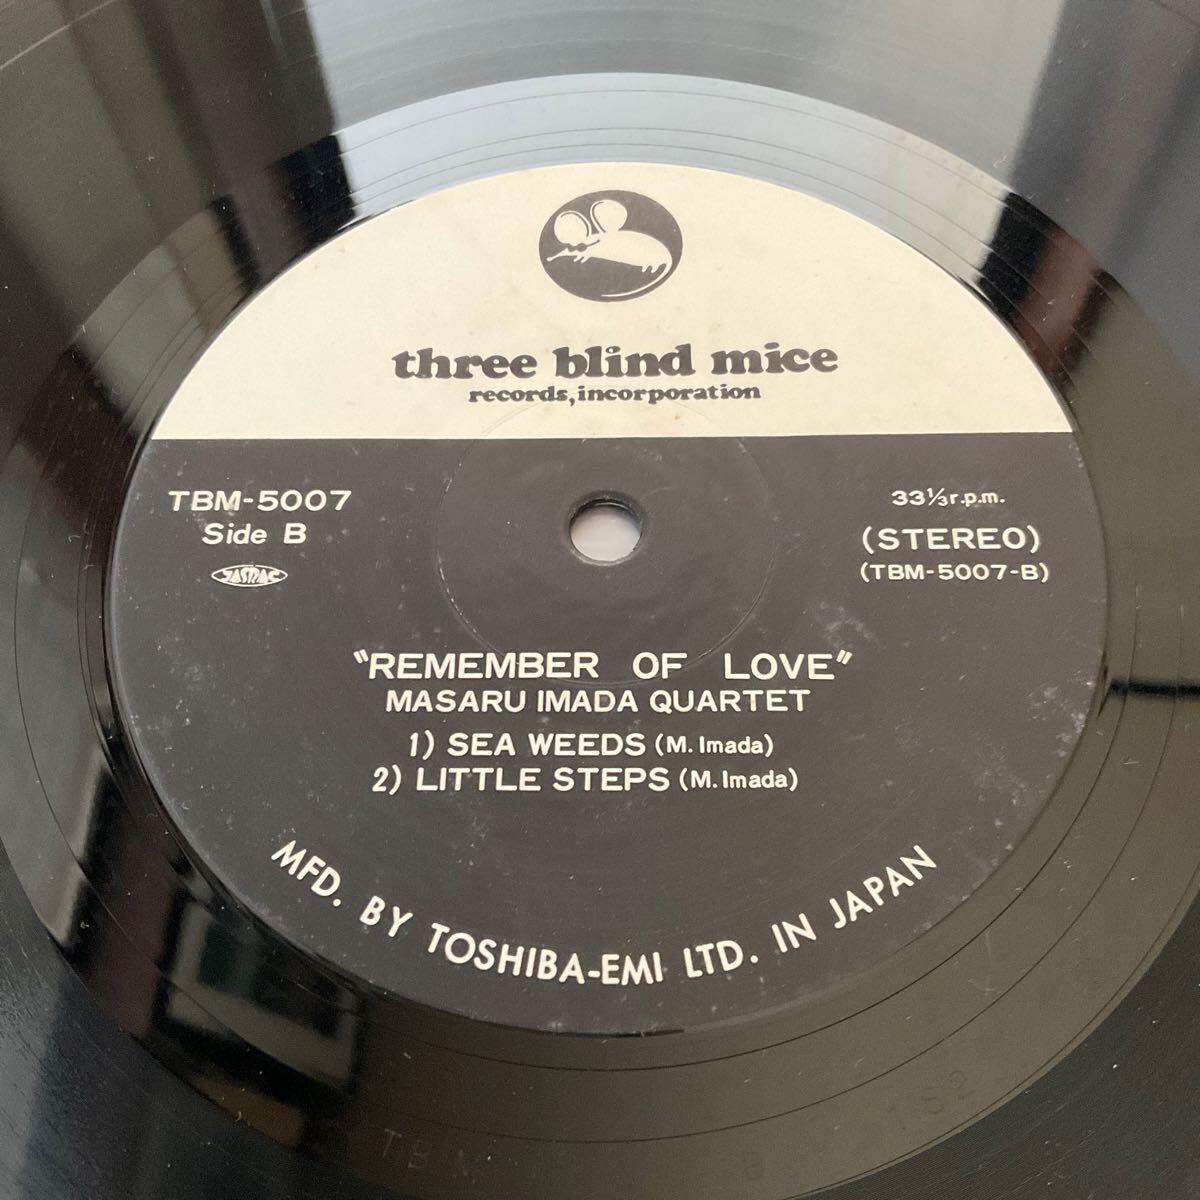 three blind mice
records,incorporation
TBM-5007
Side B
JASRAC
33⅓r.p.m.
(STEREO)
(TBM-5007-B)
"REMEMBER OF LOVE"
MASARU IMADA QUARTET
1) SEA WEEDS (M. Imada)
2) LITTLE STEPS (M. Imada)
MFD. BY TOSHIBA-EMI LTD. IN JAPAN